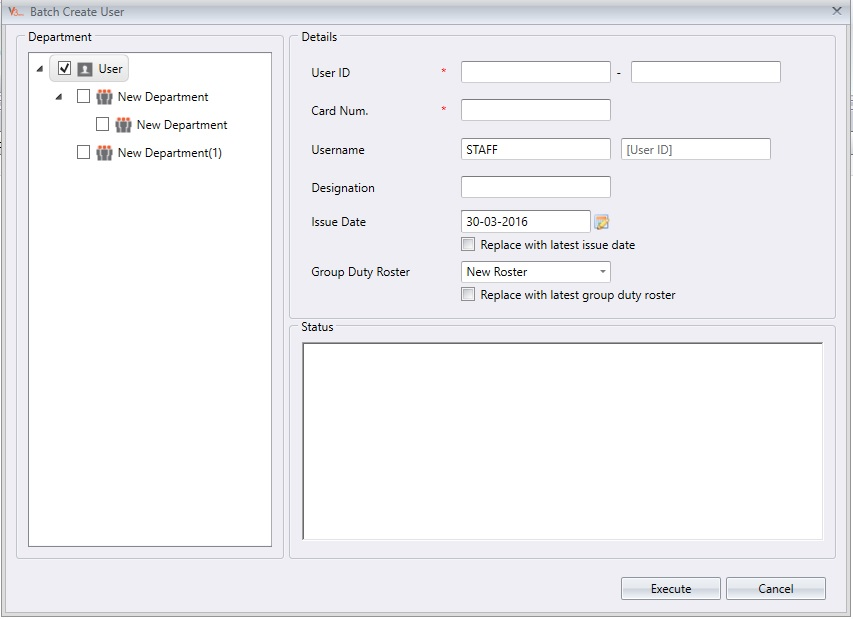 Batch Create User
Department
User
New Department
New Department
New Department(1)
Details
User ID * -
Card Num. *
Username STAFF [User ID]
Designation
Issue Date 30-03-2016
Replace with latest issue date
Group Duty Roster New Roster
Replace with latest group duty roster
Status
Execute Cancel